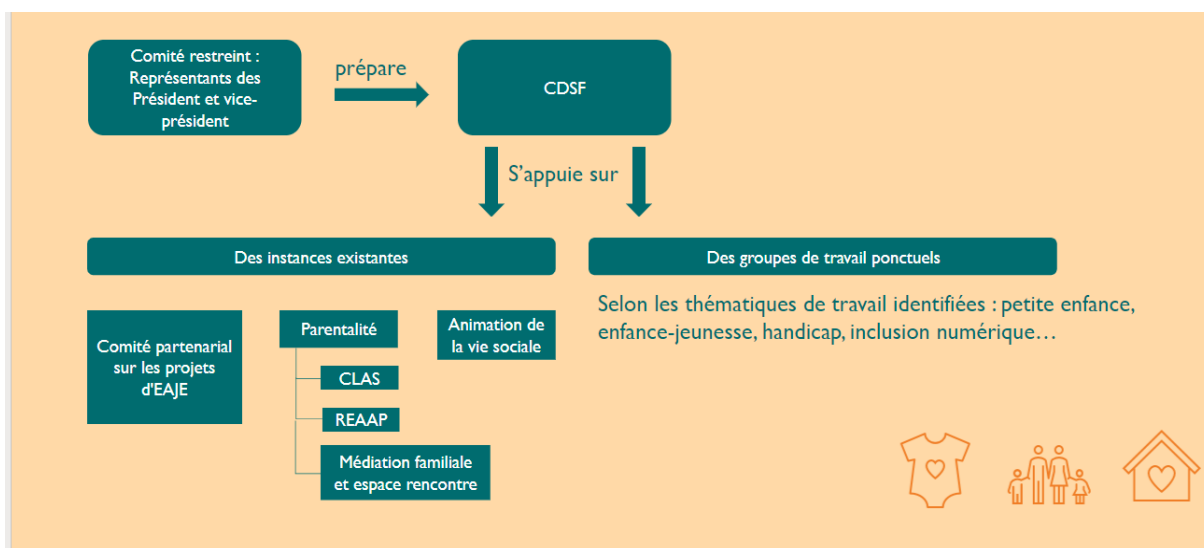 Comité restreint :
Représentants des
Président et vice-
président
prépare
CDSF
S’appuie sur
Des instances existantes
Des groupes de travail ponctuels
Comité partenarial
sur les projets
d'EAJE
Parentalité
CLAS
REAAP
Médiation familiale
et espace rencontre
Animation de
la vie sociale
Selon les thématiques de travail identifiées : petite enfance,
enfance-jeunesse, handicap, inclusion numérique…